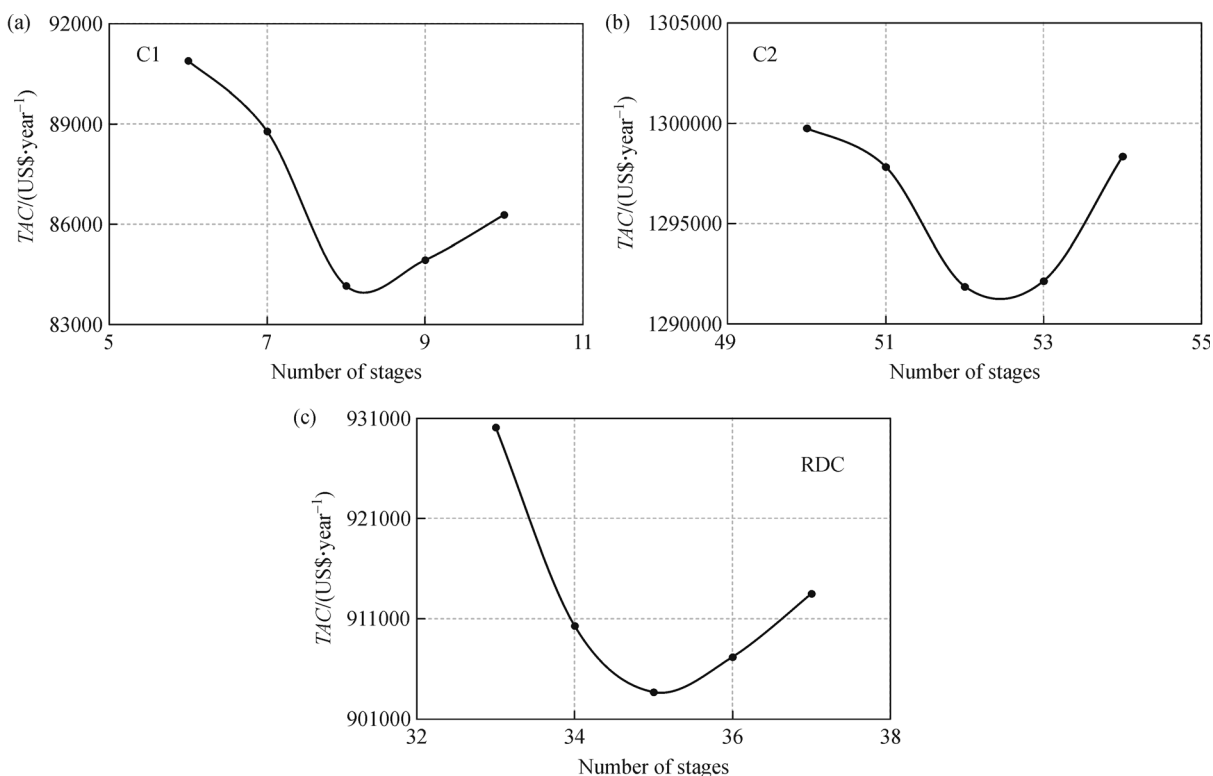 (a)
92000
89000
86000
83000
TAC/(US$·year⁻¹)
C1
5 7 9 11
Number of stages
(b)
1305000
1300000
1295000
1290000
TAC/(US$·year⁻¹)
C2
49 51 53 55
Number of stages
(c)
931000
921000
911000
901000
TAC/(US$·year⁻¹)
RDC
32 34 36 38
Number of stages